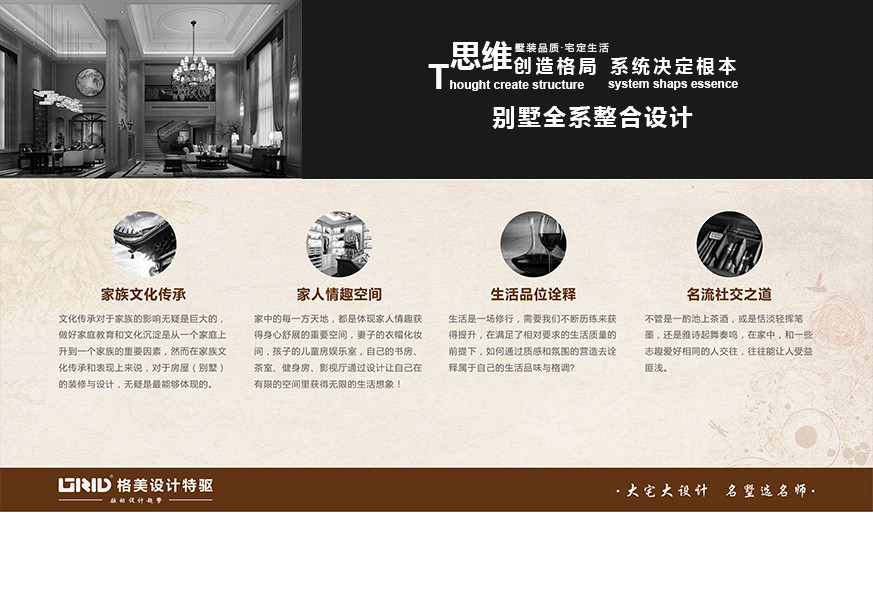 思维
墅装品质·宅定生活
创造格局 系统决定根本
Thought create structure system shaps essence
别墅全系整合设计
家族文化传承
文化传承对于家族的影响无疑是巨大的，
做好家庭教育和文化沉淀是从一个家庭上
升到一个家族的重要因素，然而在家族文
化传承和表现上来说，对于房屋（别墅）
的装修与设计，无疑是最能够体现的。
家人情趣空间
家中的每一方天地，都是体现家人情趣获
得身心舒展的重要空间，妻子的衣帽化妆
间，孩子的儿童房娱乐室，自己的书房、
茶室、健身房、影视厅通过设计让自己在
有限的空间里获得无限的生活想象！
生活品位诠释
生活是一场修行，需要我们不断历练来获
得提升，在满足了相对要求的生活质量的
前提下，如何通过质感和氛围的营造去诠
释属于自己的生活品味与格调?
名流社交之道
不管是一酌池上茶酒，或是恬淡轻挥笔
墨，还是雅诗起舞奏鸣，在家中，和一些
志趣爱好相同的人交往，往往能让人受益
匪浅。
GRID 格美设计特驱
驱动设计趋势
·大宅大设计 名墅选名师·